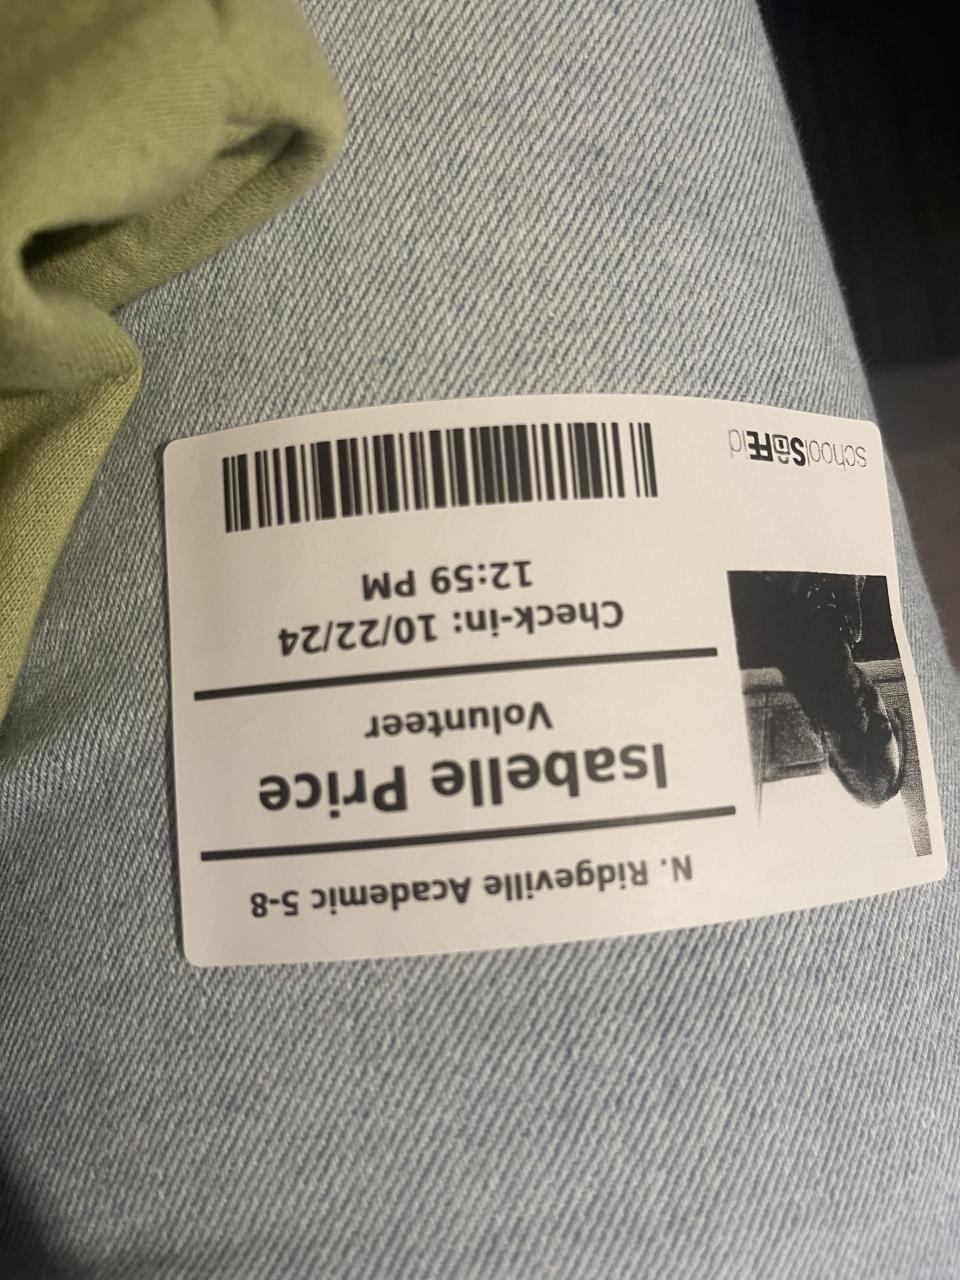 N. Ridgeville Academic 5-8
Isabelle Price
Volunteer
Check-in: 10/22/24
12:59 PM
schoolSAFEid